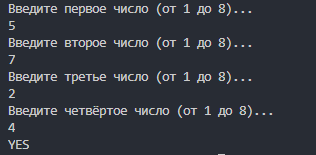 Введите первое число (от 1 до 8)...
5
Введите второе число (от 1 до 8)...
7
Введите третье число (от 1 до 8)...
2
Введите четвёртое число (от 1 до 8)...
4
YES